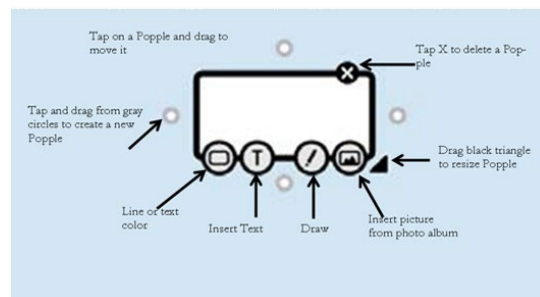 Tap on a Popple and drag to
move it
Tap X to delete a Pop-
ple
X
Tap and drag from gray
circles to create a new
Popple
T
Drag black triangle
to resize Popple
Line or text
color
Insert Text
Draw
Insert picture
from photo album